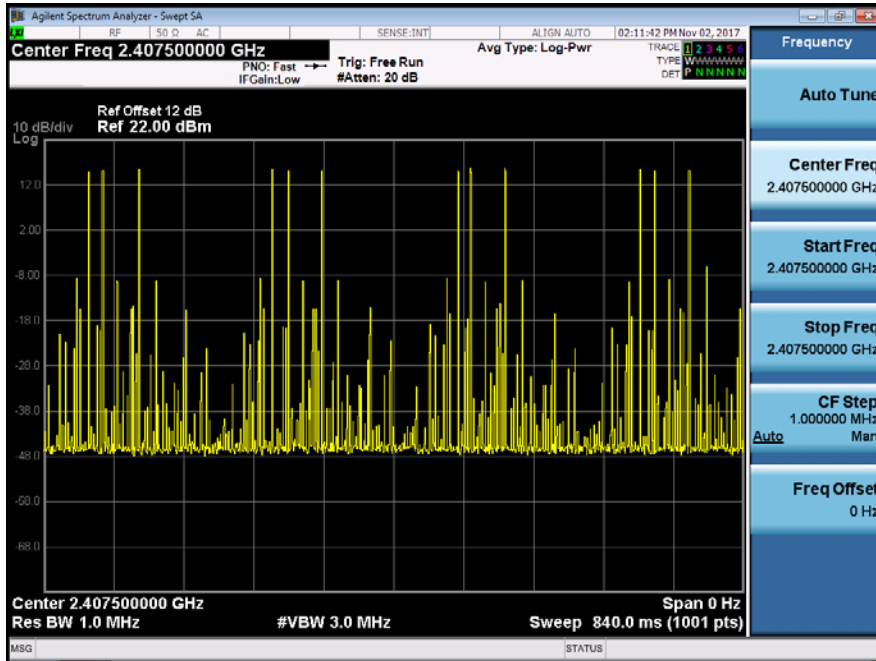 Agilent Spectrum Analyzer - Swept SA
LXI RF 50 Ω AC SENSE:INT ALIGN AUTO 02:11:42 PM Nov 02, 2017
Center Freq 2.407500000 GHz
PNO: Fast
IFGain:Low
Trig: Free Run
#Atten: 20 dB
Avg Type: Log-Pwr
TRACE 1 2 3 4 5 6
TYPE W
DET P N N N N N
Frequency
Ref Offset 12 dB
10 dB/div Ref 22.00 dBm
Log
12.0
2.00
-8.00
-18.0
-28.0
-38.0
-48.0
-58.0
-68.0
Center 2.407500000 GHz Span 0 Hz
Res BW 1.0 MHz #VBW 3.0 MHz Sweep 840.0 ms (1001 pts)
MSG STATUS
Auto Tune
Center Freq
2.407500000 GHz
Start Freq
2.407500000 GHz
Stop Freq
2.407500000 GHz
CF Step
1.000000 MHz
Auto Man
Freq Offset
0 Hz